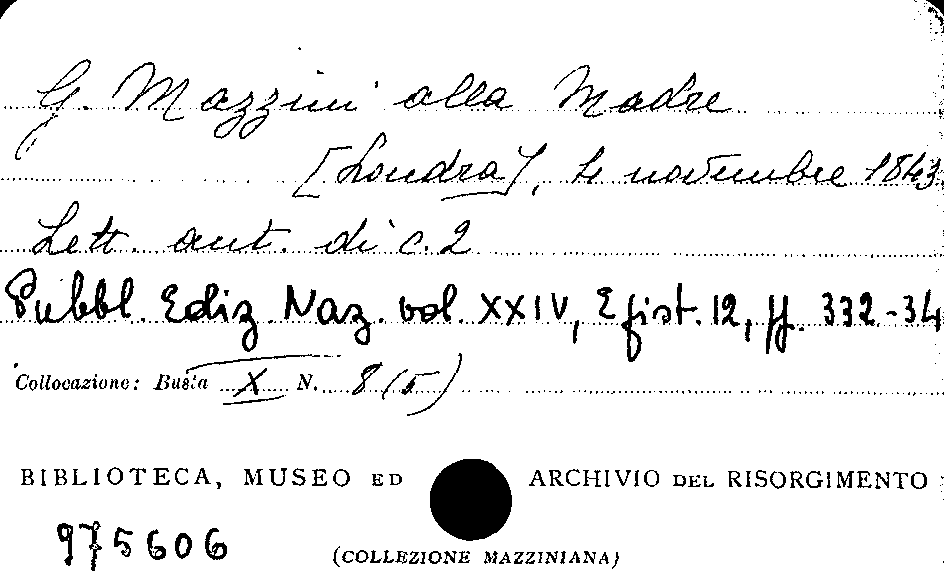 G. Mazzini alla Madre
[Londra], 4 novembre 1843
Lett. aut. di c. 2
Pubbl. Ediz. Naz. vol. XXIV, Epist. 12, pp. 332-34
Collocazione: Busta X N. 8 (5)
BIBLIOTECA, MUSEO ED ARCHIVIO DEL RISORGIMENTO
975606
(COLLEZIONE MAZZINIANA)